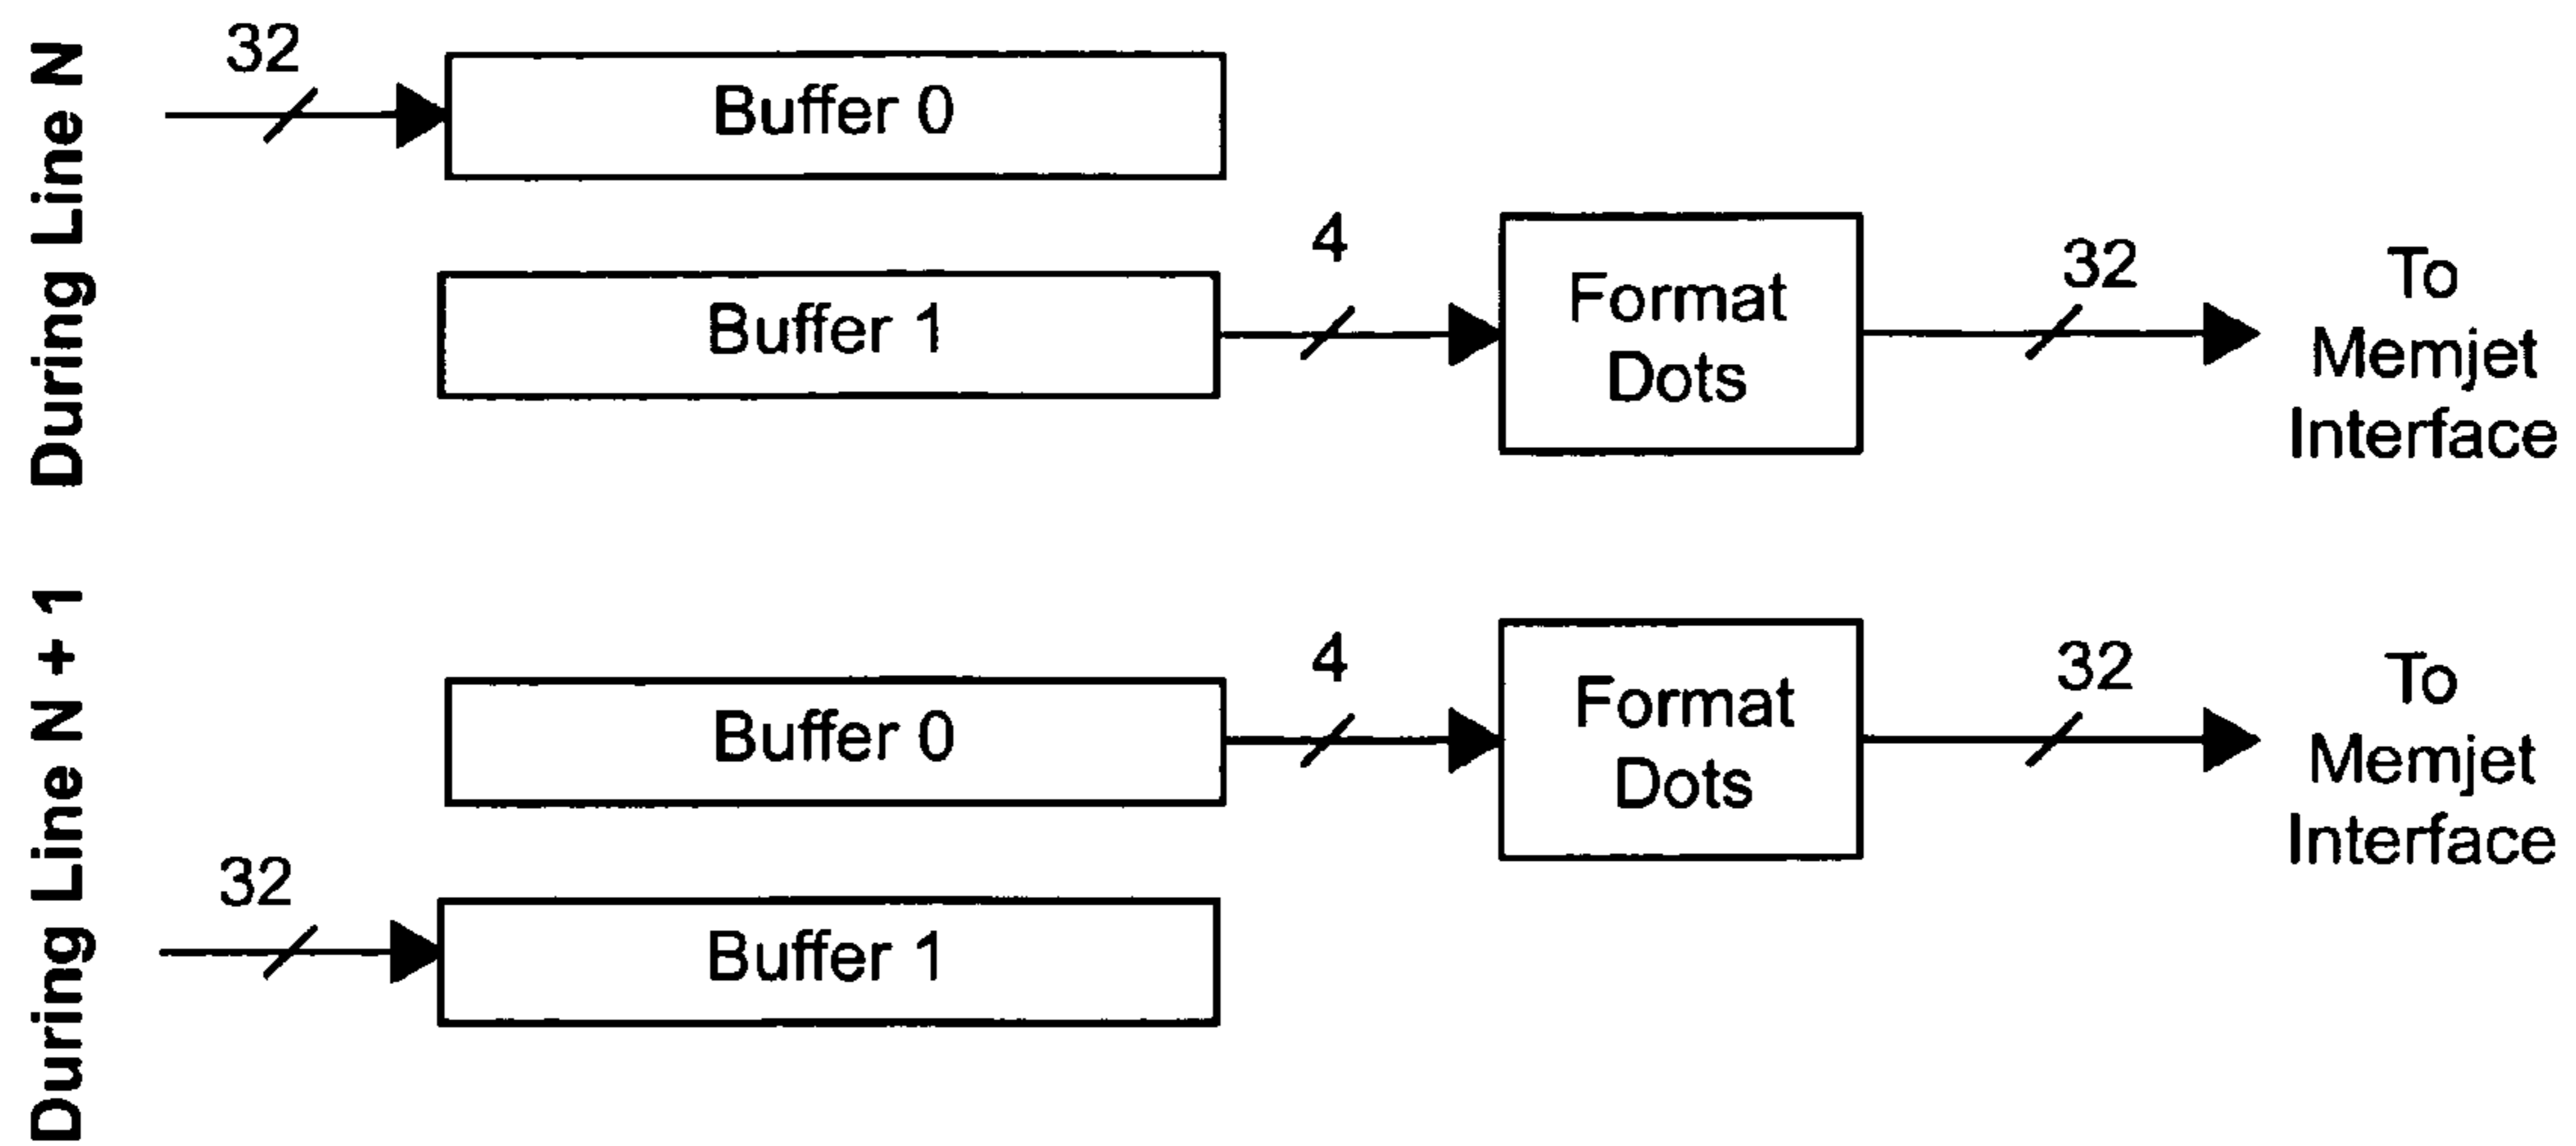 During Line N
32
Buffer 0
Buffer 1
4
Format
Dots
32
To
Memjet
Interface
During Line N + 1
Buffer 0
4
Format
Dots
32
To
Memjet
Interface
32
Buffer 1